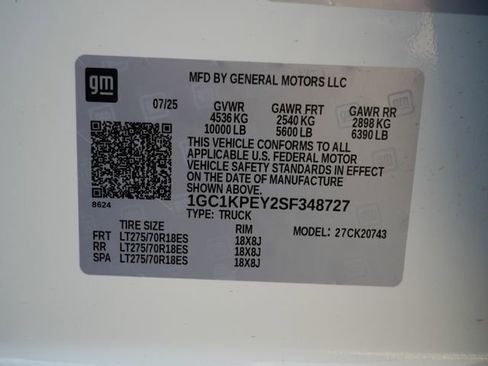 gm
MFD BY GENERAL MOTORS LLC
07/25 GVWR GAWR FRT GAWR RR
4536 KG 2540 KG 2898 KG
10000 LB 5600 LB 6390 LB
THIS VEHICLE CONFORMS TO ALL
APPLICABLE U.S. FEDERAL MOTOR
VEHICLE SAFETY STANDARDS IN EFFECT
ON THE DATE OF MANUFACTURE
SHOWN ABOVE.
8624
1GC1KPEY2SF348727
TYPE: TRUCK
TIRE SIZE RIM MODEL: 27CK20743
FRT LT275/70R18ES 18X8J
RR LT275/70R18ES 18X8J
SPA LT275/70R18ES 18X8J